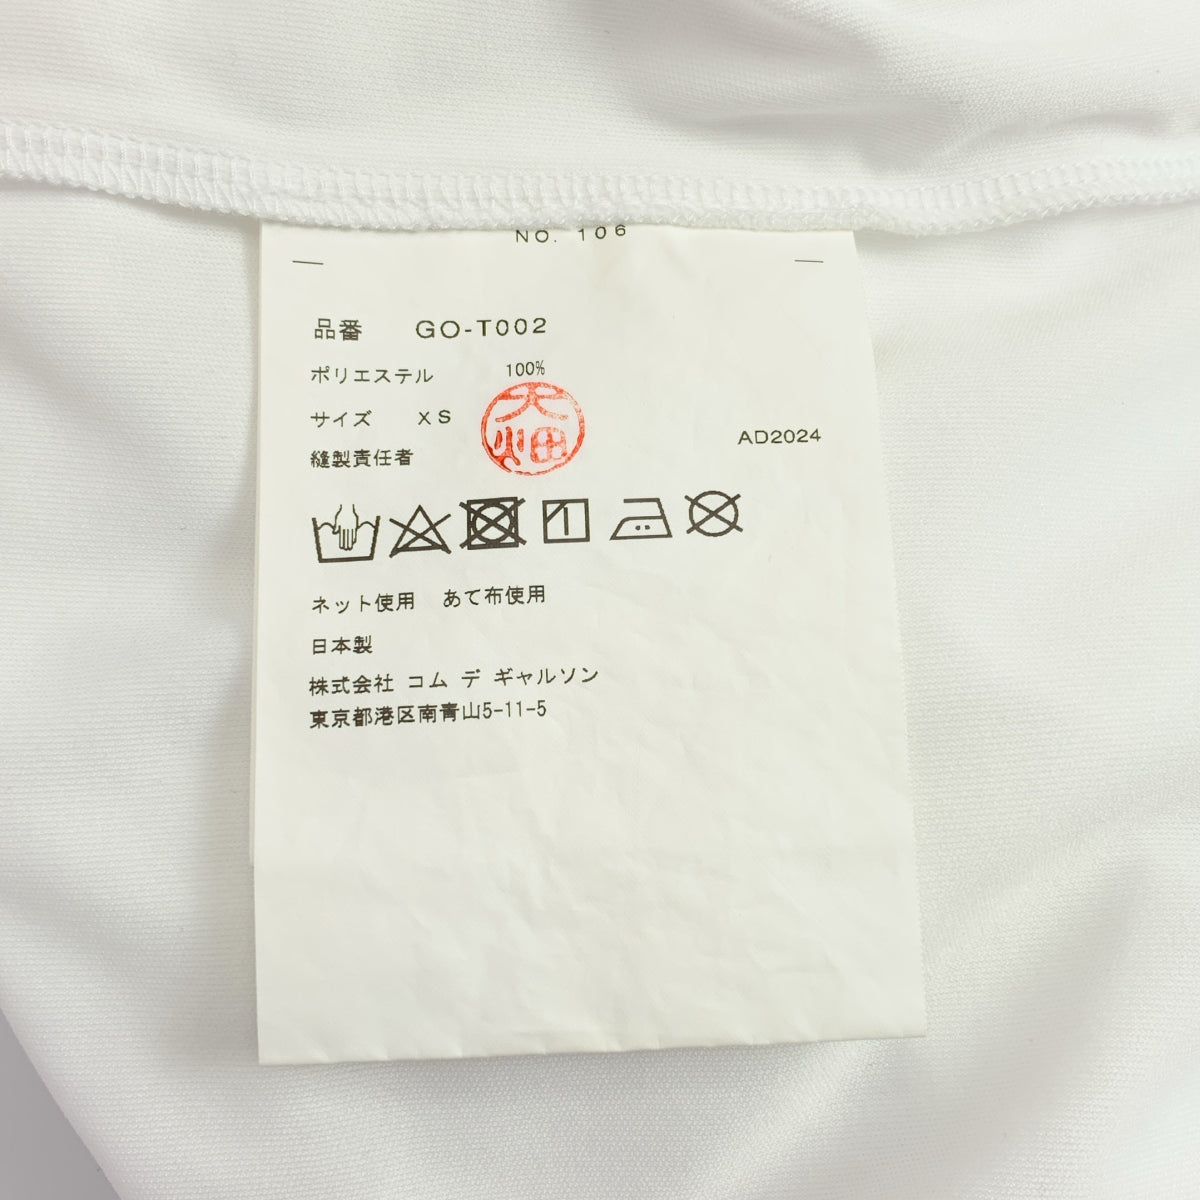 NO. 106
品番 GO-T002
ポリエステル 100%
サイズ XS
縫製責任者 大畑
AD2024
ネット使用 あて布使用
日本製
株式会社 コム デ ギャルソン
東京都港区南青山5-11-5